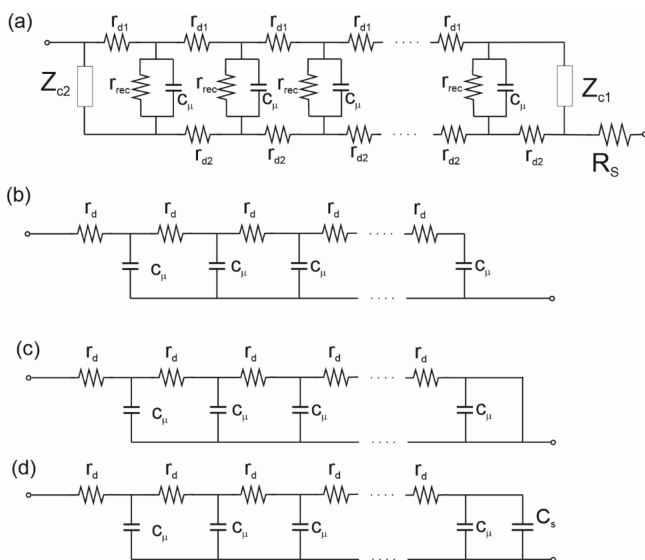 (a)
r_d1 r_d1 r_d1 r_d1 · · · · · r_d1
Z_c2 r_rec c_μ r_rec c_μ r_rec c_μ r_rec c_μ Z_c1
r_d2 r_d2 r_d2 · · · · · r_d2 r_d2 R_S
(b)
r_d r_d r_d r_d · · · · · r_d
c_μ c_μ c_μ c_μ
· · · · ·
(c)
r_d r_d r_d r_d · · · · · r_d
c_μ c_μ c_μ c_μ
· · · · ·
(d)
r_d r_d r_d r_d · · · · · r_d
c_μ c_μ c_μ c_μ C_s
· · · · ·